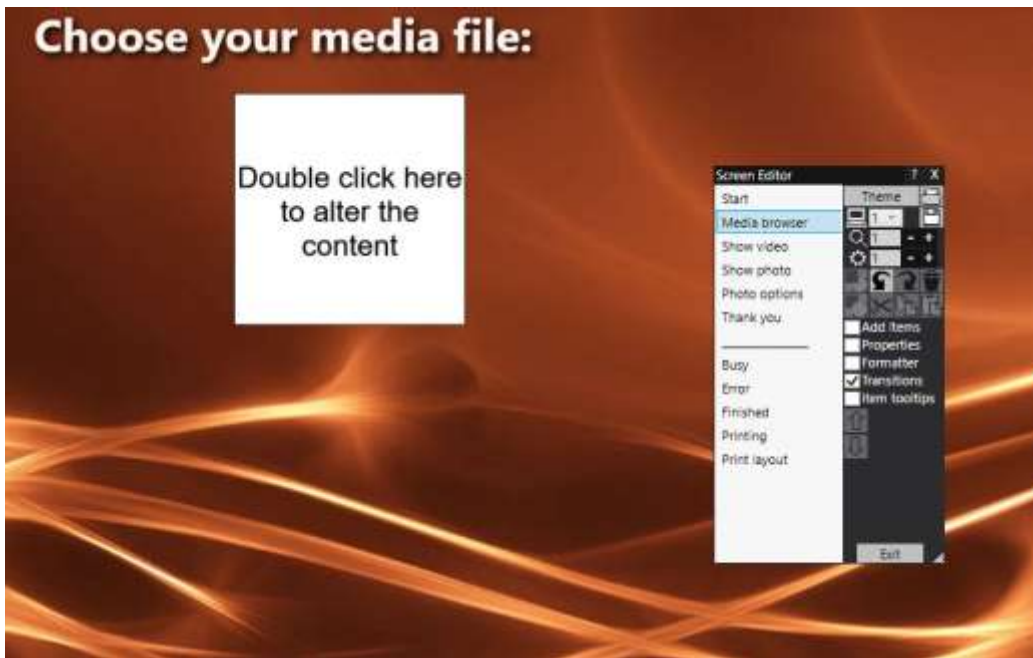 Choose your media file:
Double click here
to alter the
content
Screen Editor ? X
Start
Media browser
Show video
Show photo
Photo options
Thank you
Busy
Error
Finished
Printing
Print layout
Theme
1
1 - +
1 - +
Add items
Properties
Formatter
Transitions
Item tooltips
Exit